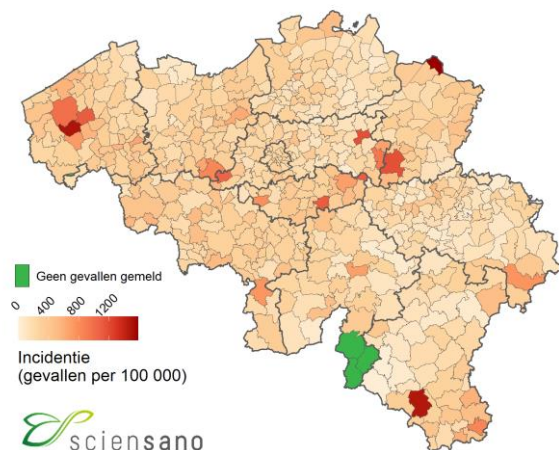 Geen gevallen gemeld
0 400 800 1200
Incidentie
(gevallen per 100 000)
sciensano